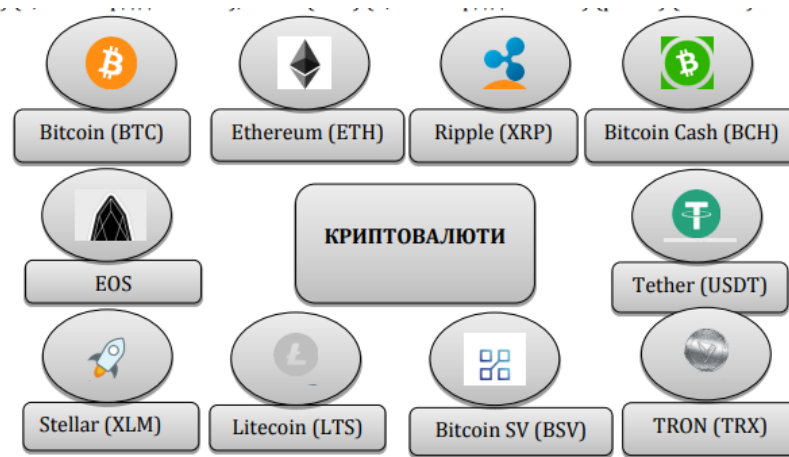 Bitcoin (BTC)
Ethereum (ETH)
Ripple (XRP)
Bitcoin Cash (BCH)
EOS
КРИПТОВАЛЮТИ
Tether (USDT)
Stellar (XLM)
Litecoin (LTS)
Bitcoin SV (BSV)
TRON (TRX)